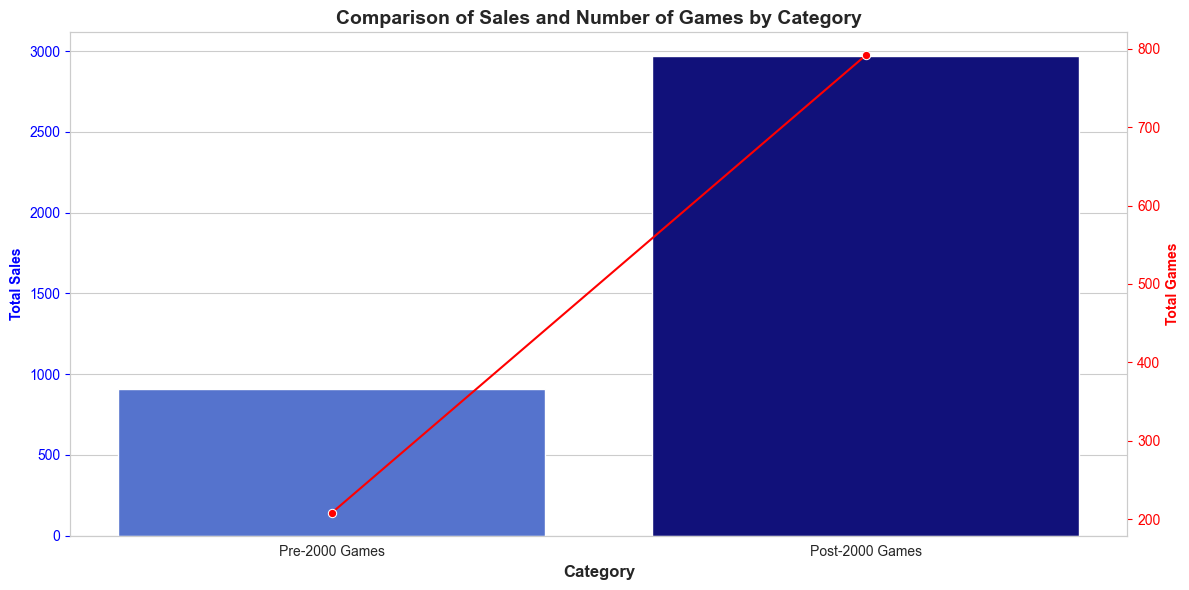 Comparison of Sales and Number of Games by Category
3000
2500
2000
1500
1000
500
0
Total Sales
800
700
600
500
400
300
200
Total Games
Pre-2000 Games
Post-2000 Games
Category